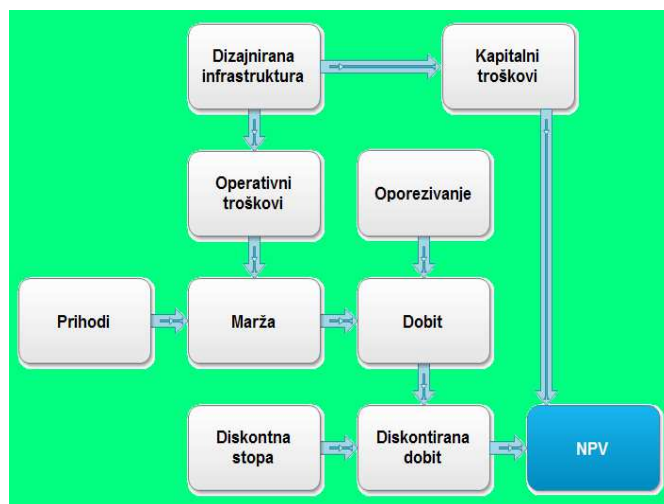 Dizajnirana
infrastruktura
Kapitalni
troškovi
Operativni
troškovi
Oporezivanje
Prihodi
Marža
Dobit
Diskontna
stopa
Diskontirana
dobit
NPV